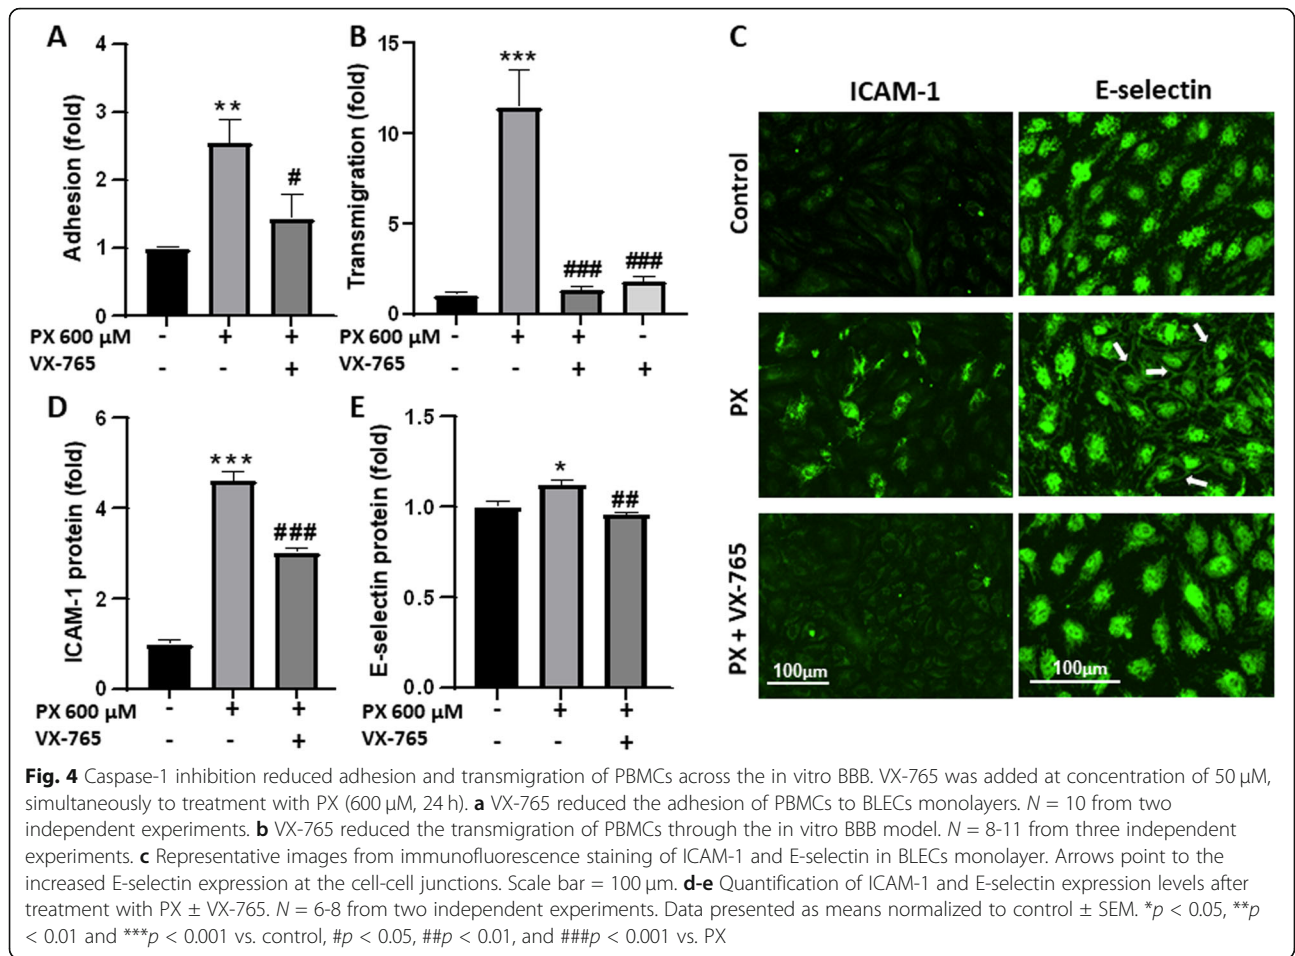 A
4
3
2
1
0
Adhesion (fold)
**
#
PX 600 µM - + +
VX-765 - - +
B
15
10
5
0
Transmigration (fold)
***
###
###
- + + -
- - + +
C
ICAM-1 E-selectin
Control
PX
PX + VX-765
100µm
100µm
D
6
4
2
0
ICAM-1 protein (fold)
***
###
PX 600 µM - + +
VX-765 - - +
E
1.5
1.0
0.5
0.0
E-selectin protein (fold)
*
##
PX 600 µM - + +
VX-765 - - +
Fig. 4 Caspase-1 inhibition reduced adhesion and transmigration of PBMCs across the in vitro BBB. VX-765 was added at concentration of 50 µM,
simultaneously to treatment with PX (600 µM, 24 h). a VX-765 reduced the adhesion of PBMCs to BLECs monolayers. N = 10 from two
independent experiments. b VX-765 reduced the transmigration of PBMCs through the in vitro BBB model. N = 8-11 from three independent
experiments. c Representative images from immunofluorescence staining of ICAM-1 and E-selectin in BLECs monolayer. Arrows point to the
increased E-selectin expression at the cell-cell junctions. Scale bar = 100 µm. d-e Quantification of ICAM-1 and E-selectin expression levels after
treatment with PX ± VX-765. N = 6-8 from two independent experiments. Data presented as means normalized to control ± SEM. *p < 0.05, **p
< 0.01 and ***p < 0.001 vs. control, #p < 0.05, ##p < 0.01, and ###p < 0.001 vs. PX